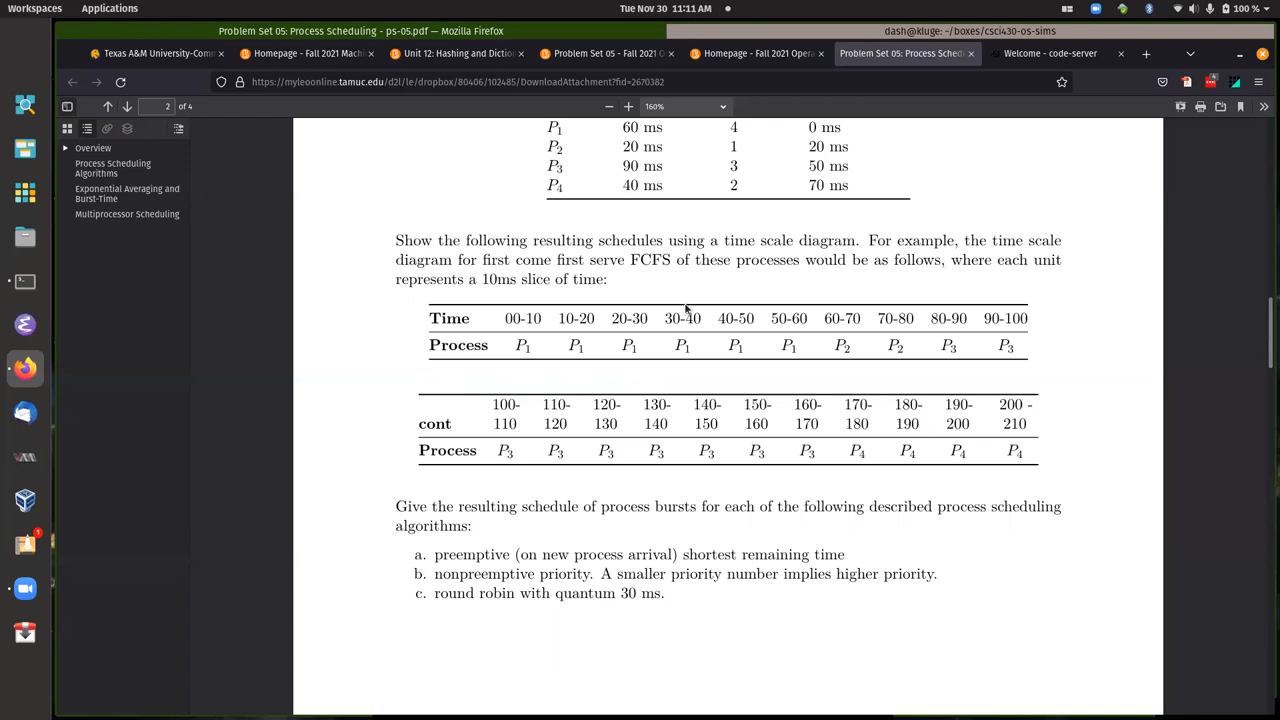 Workspaces Applications Tue Nov 30 11:11 AM 100 %
Problem Set 05: Process Scheduling - ps-05.pdf — Mozilla Firefox dash@kluge: ~/boxes/csci430-os-sims
Texas A&M University-Com Homepage - Fall 2021 Machi Unit 12: Hashing and Diction Problem Set 05 - Fall 2021 O Homepage - Fall 2021 Opera Problem Set 05: Process Sched Welcome - code-server
https://myleoonline.tamuc.edu/d2l/le/dropbox/80406/102485/DownloadAttachment?fid=2670382
2 of 4 160%
Overview
Process Scheduling
Algorithms
Exponential Averaging and
Burst-Time
Multiprocessor Scheduling
P1 60 ms 4 0 ms
P2 20 ms 1 20 ms
P3 90 ms 3 50 ms
P4 40 ms 2 70 ms
Show the following resulting schedules using a time scale diagram. For example, the time scale
diagram for first come first serve FCFS of these processes would be as follows, where each unit
represents a 10ms slice of time:
Time 00-10 10-20 20-30 30-40 40-50 50-60 60-70 70-80 80-90 90-100
Process P1 P1 P1 P1 P1 P1 P2 P2 P3 P3
100- 110- 120- 130- 140- 150- 160- 170- 180- 190- 200 -
cont 110 120 130 140 150 160 170 180 190 200 210
Process P3 P3 P3 P3 P3 P3 P3 P4 P4 P4 P4
Give the resulting schedule of process bursts for each of the following described process scheduling
algorithms:
a. preemptive (on new process arrival) shortest remaining time
b. nonpreemptive priority. A smaller priority number implies higher priority.
c. round robin with quantum 30 ms.